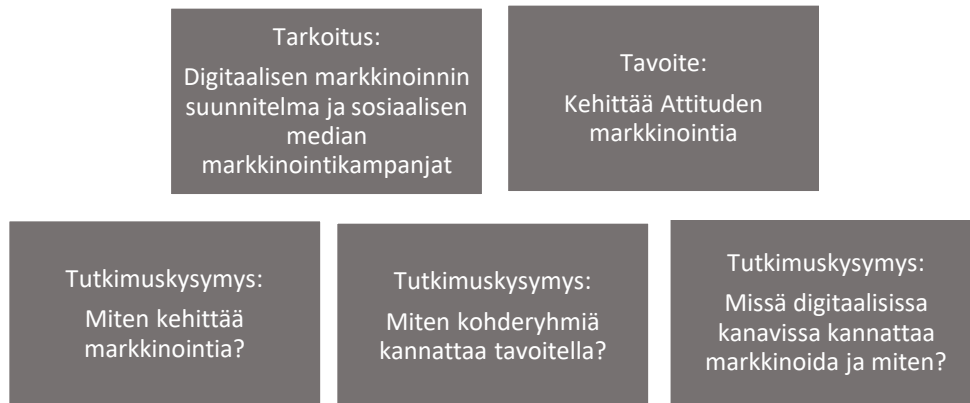 Tarkoitus:
Digitaalisen markkinoinnin
suunnitelma ja sosiaalisen
median
markkinointikampanjat
Tavoite:
Kehittää Attituden
markkinointia
Tutkimuskysymys:
Miten kehittää
markkinointia?
Tutkimuskysymys:
Miten kohderyhmiä
kannattaa tavoitella?
Tutkimuskysymys:
Missä digitaalisissa
kanavissa kannattaa
markkinoida ja miten?